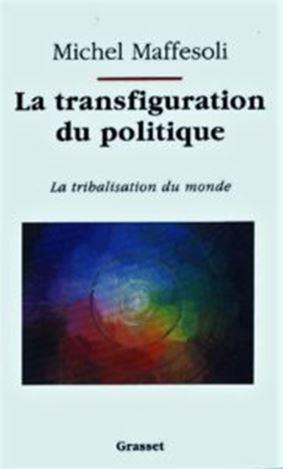 Michel Maffesoli
La transfiguration
du politique
La tribalisation du monde
Grasset